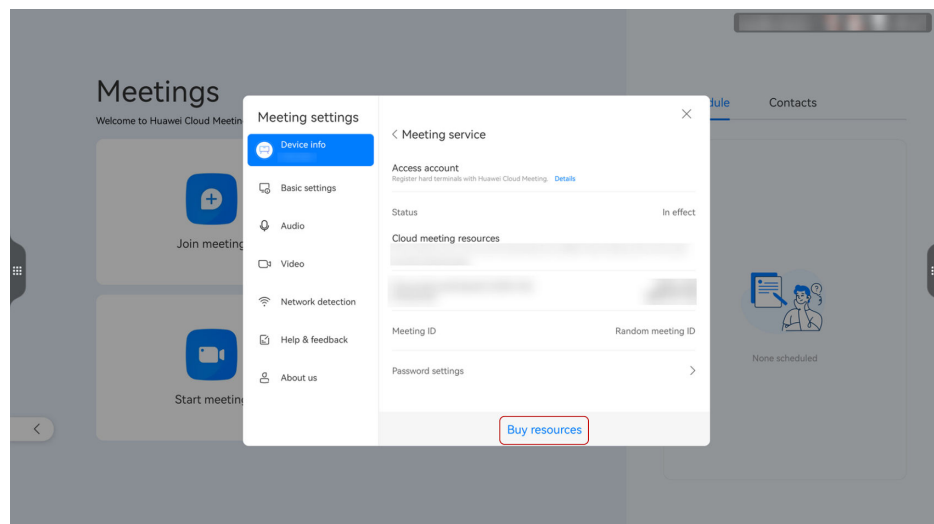 Meetings
Welcome to Huawei Cloud Meetin
Join meeting
Start meeting
Meeting settings
Device info
Basic settings
Audio
Video
Network detection
Help & feedback
About us
Meeting service
Access account
Register hard terminals with Huawei Cloud Meeting. Details
Status In effect
Cloud meeting resources
Meeting ID Random meeting ID
Password settings
Buy resources
dule Contacts
None scheduled